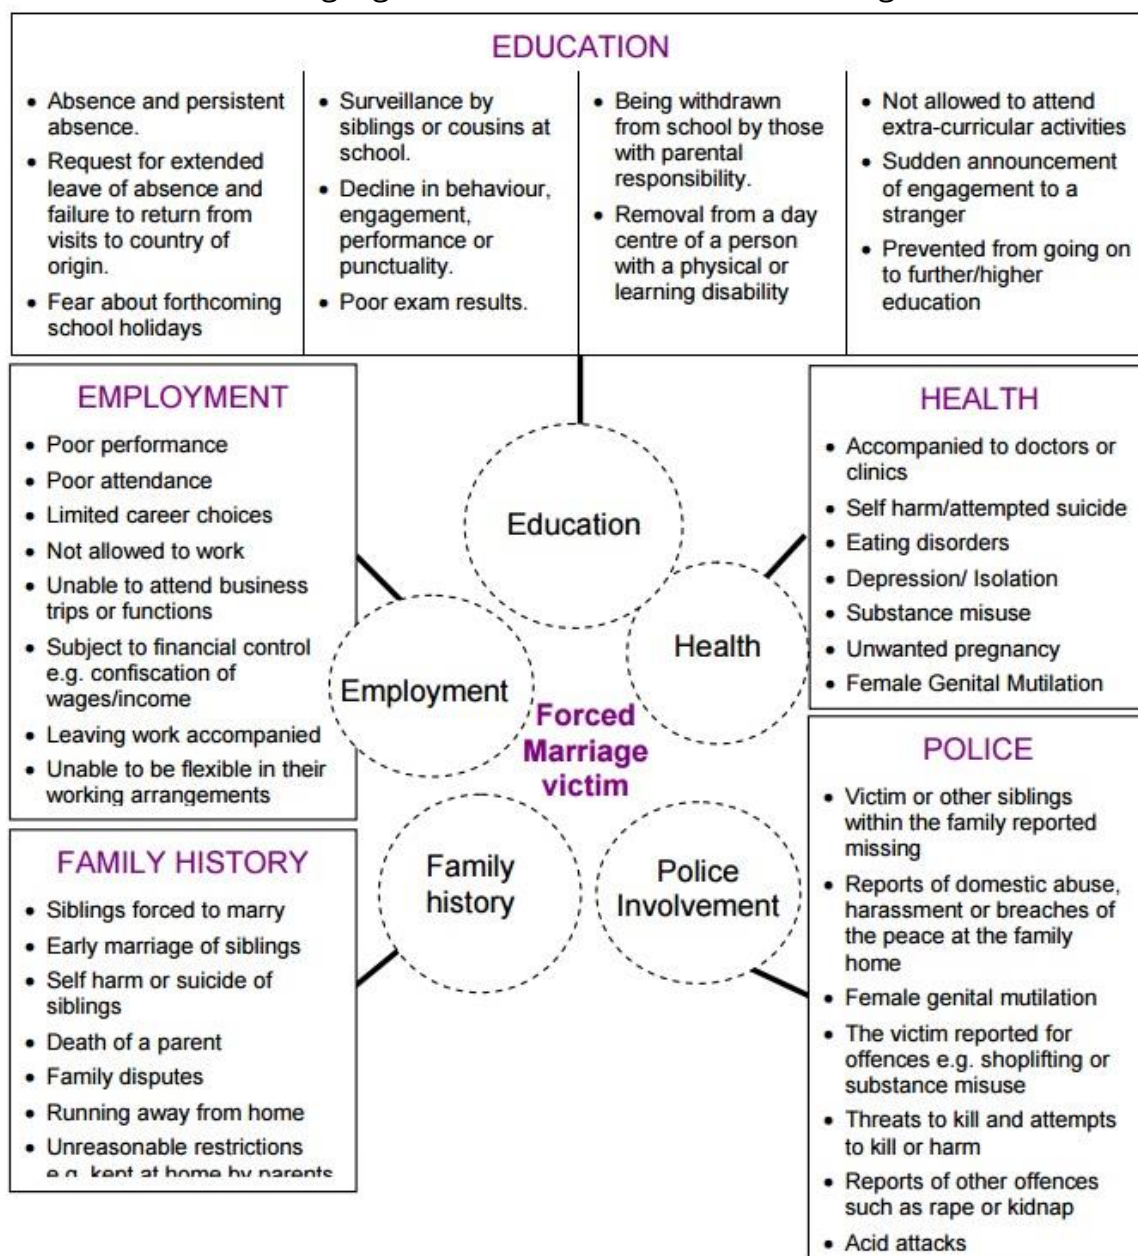 EDUCATION
• Absence and persistent
absence.
• Request for extended
leave of absence and
failure to return from
visits to country of
origin.
• Fear about forthcoming
school holidays
• Surveillance by
siblings or cousins at
school.
• Decline in behaviour,
engagement,
performance or
punctuality.
• Poor exam results.
• Being withdrawn
from school by those
with parental
responsibility.
• Removal from a day
centre of a person
with a physical or
learning disability
• Not allowed to attend
extra-curricular activities
• Sudden announcement
of engagement to a
stranger
• Prevented from going on
to further/higher
education
EMPLOYMENT
• Poor performance
• Poor attendance
• Limited career choices
• Not allowed to work
• Unable to attend business
trips or functions
• Subject to financial control
e.g. confiscation of
wages/income
• Leaving work accompanied
• Unable to be flexible in their
working arrangements
HEALTH
• Accompanied to doctors or
clinics
• Self harm/attempted suicide
• Eating disorders
• Depression/ Isolation
• Substance misuse
• Unwanted pregnancy
• Female Genital Mutilation
Education
Health
Employment
Forced
Marriage
victim
Family
history
Police
Involvement
FAMILY HISTORY
• Siblings forced to marry
• Early marriage of siblings
• Self harm or suicide of
siblings
• Death of a parent
• Family disputes
• Running away from home
• Unreasonable restrictions
e.g. kept at home by parents
POLICE
• Victim or other siblings
within the family reported
missing
• Reports of domestic abuse,
harassment or breaches of
the peace at the family
home
• Female genital mutilation
• The victim reported for
offences e.g. shoplifting or
substance misuse
• Threats to kill and attempts
to kill or harm
• Reports of other offences
such as rape or kidnap
• Acid attacks